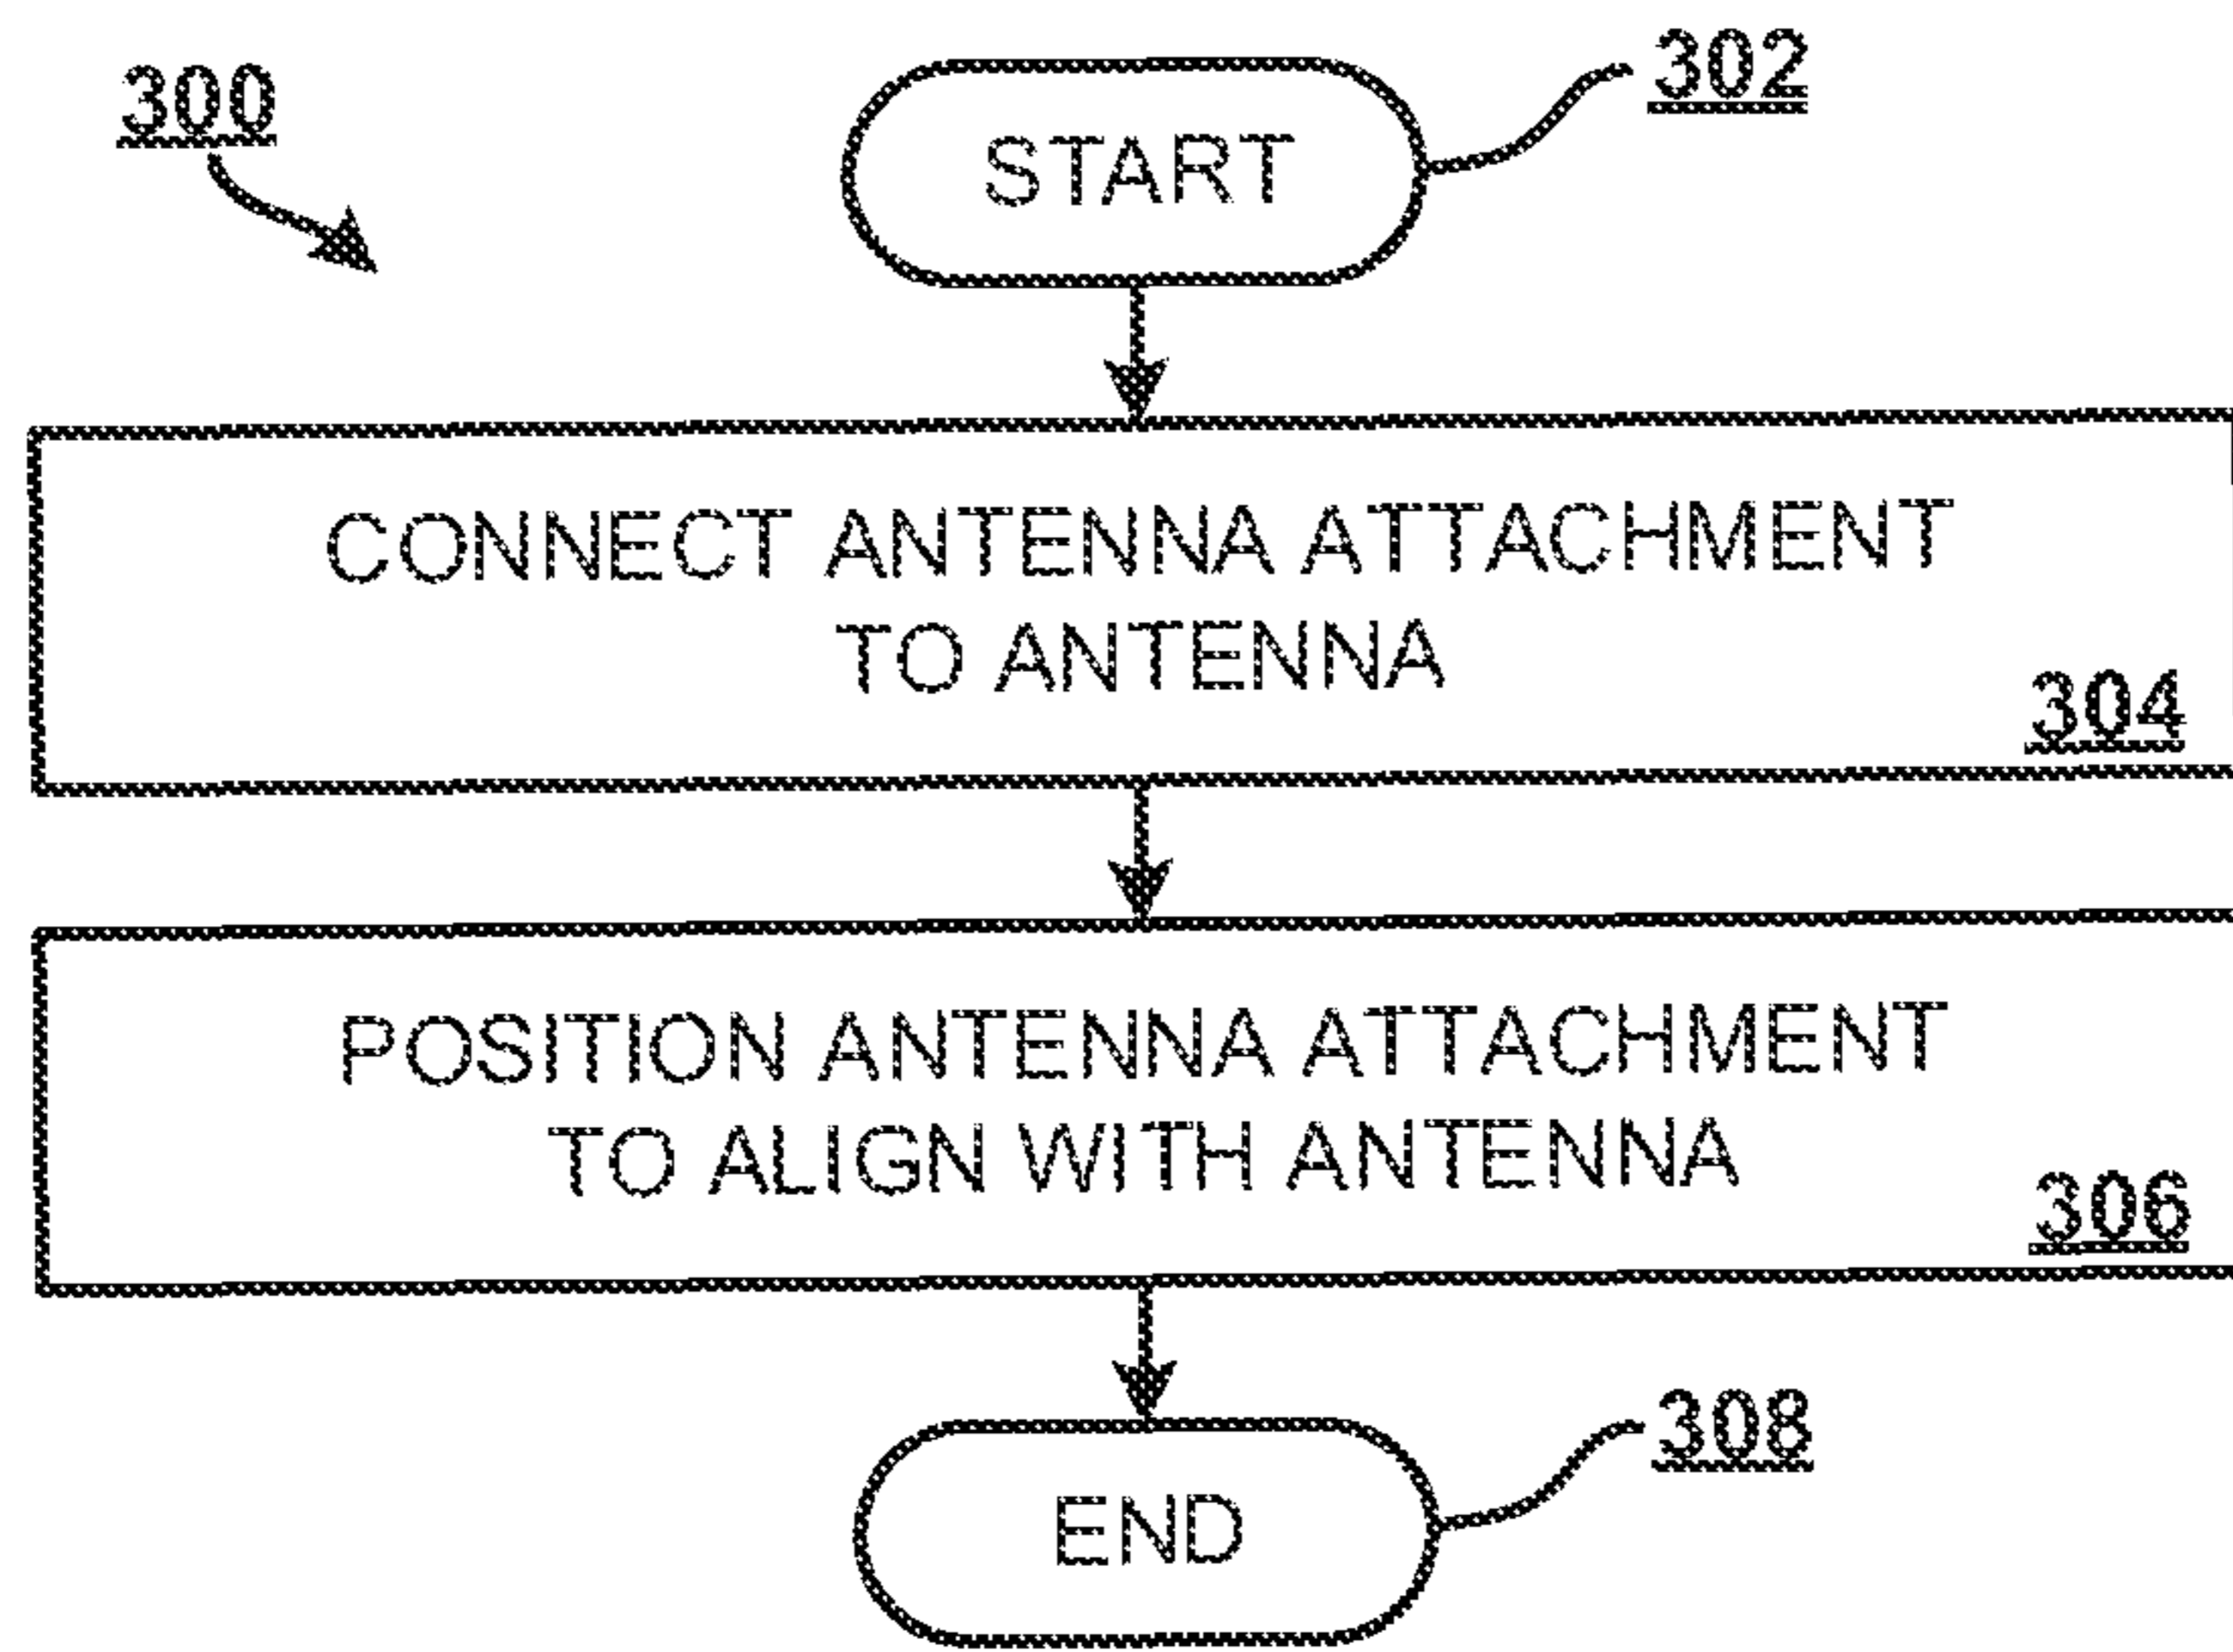 300
302
START
CONNECT ANTENNA ATTACHMENT
TO ANTENNA
304
POSITION ANTENNA ATTACHMENT
TO ALIGN WITH ANTENNA
306
308
END